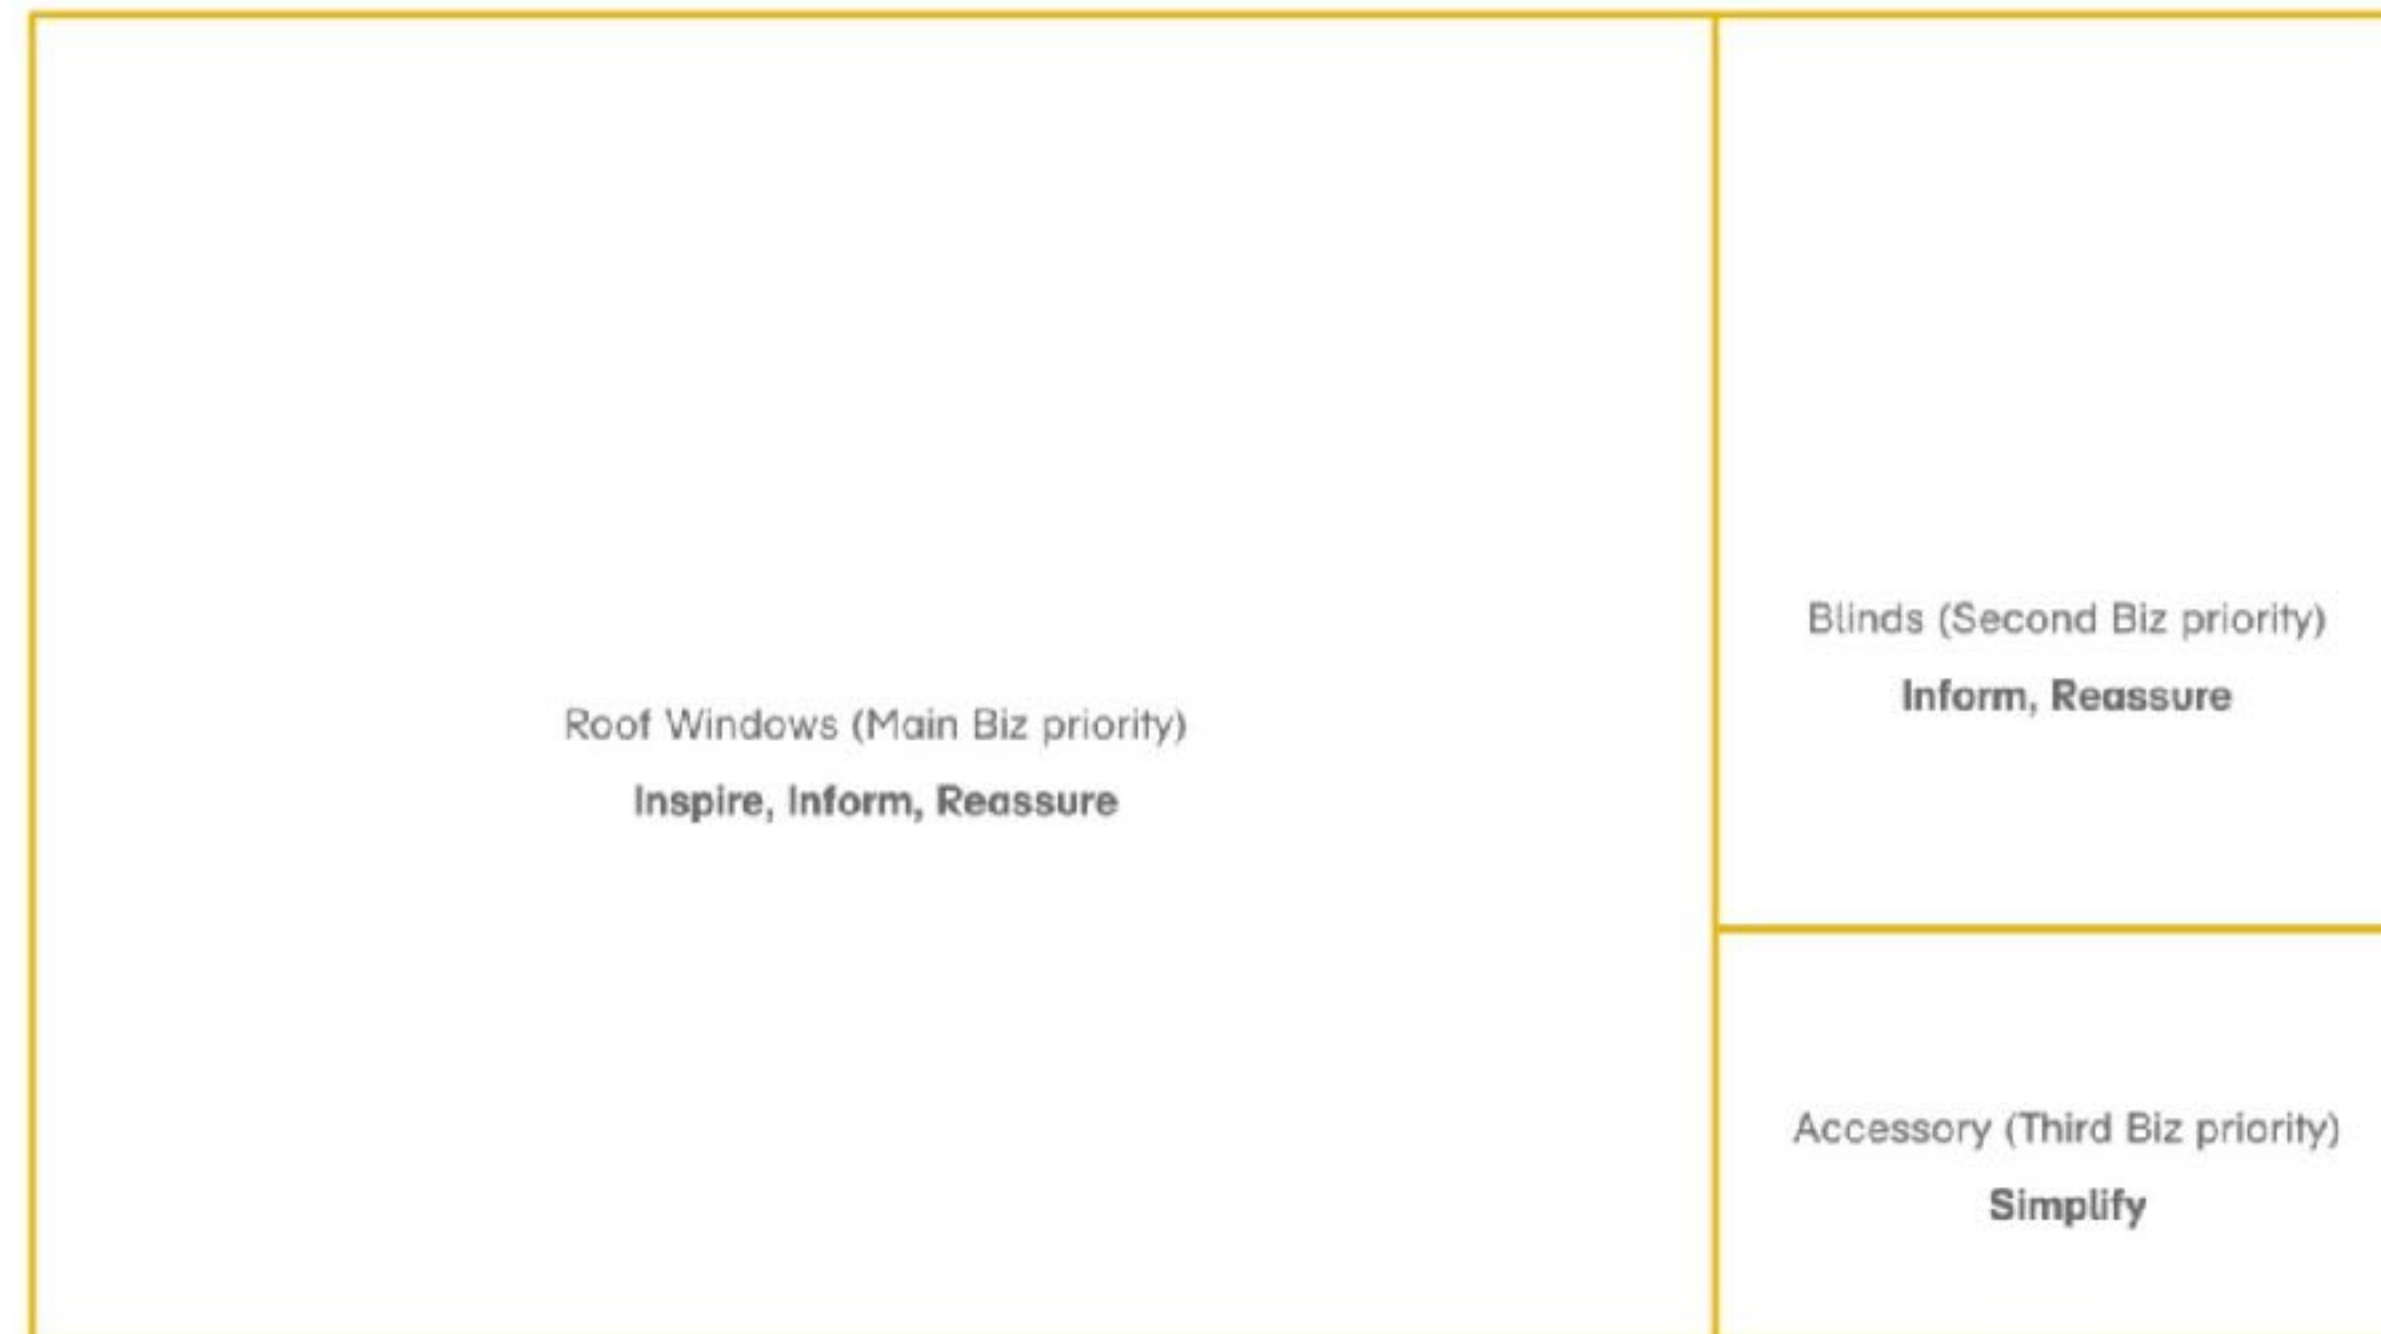 Roof Windows (Main Biz priority)
Inspire, Inform, Reassure
Blinds (Second Biz priority)
Inform, Reassure
Accessory (Third Biz priority)
Simplify